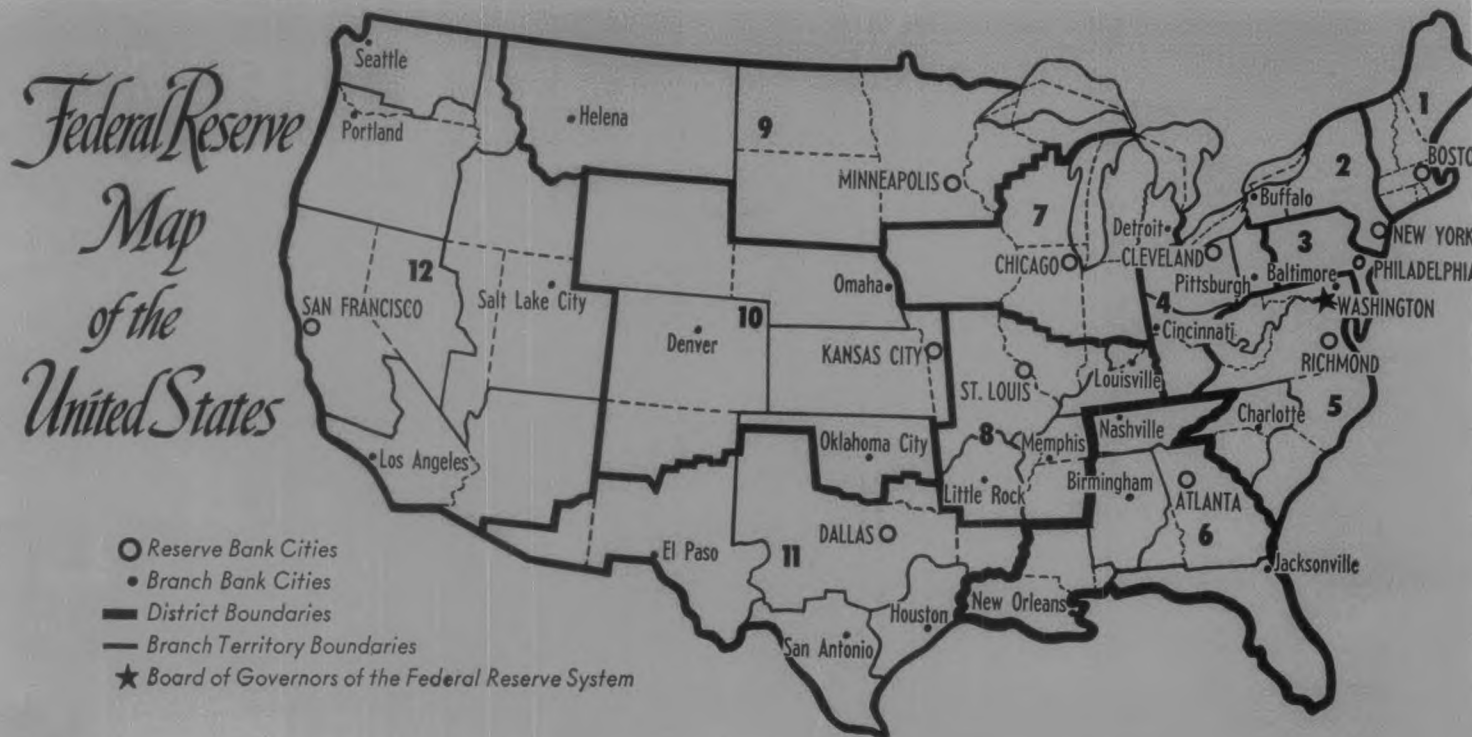 Federal Reserve
Map
of the
United States
Seattle
Portland
Helena
9
MINNEAPOLIS
1
BOSTO
2
Buffalo
NEW YORK
7
Detroit
CLEVELAND
3
PHILADELPHIA
CHICAGO
Pittsburgh
Baltimore
WASHINGTON
12
SAN FRANCISCO
Salt Lake City
Omaha
10
Denver
KANSAS CITY
4
Cincinnati
RICHMOND
ST. LOUIS
Louisville
5
Charlotte
Nashville
8
Memphis
Oklahoma City
Los Angeles
Little Rock
Birmingham
ATLANTA
6
DALLAS
11
El Paso
Jacksonville
New Orleans
Houston
San Antonio
Reserve Bank Cities
Branch Bank Cities
District Boundaries
Branch Territory Boundaries
Board of Governors of the Federal Reserve System